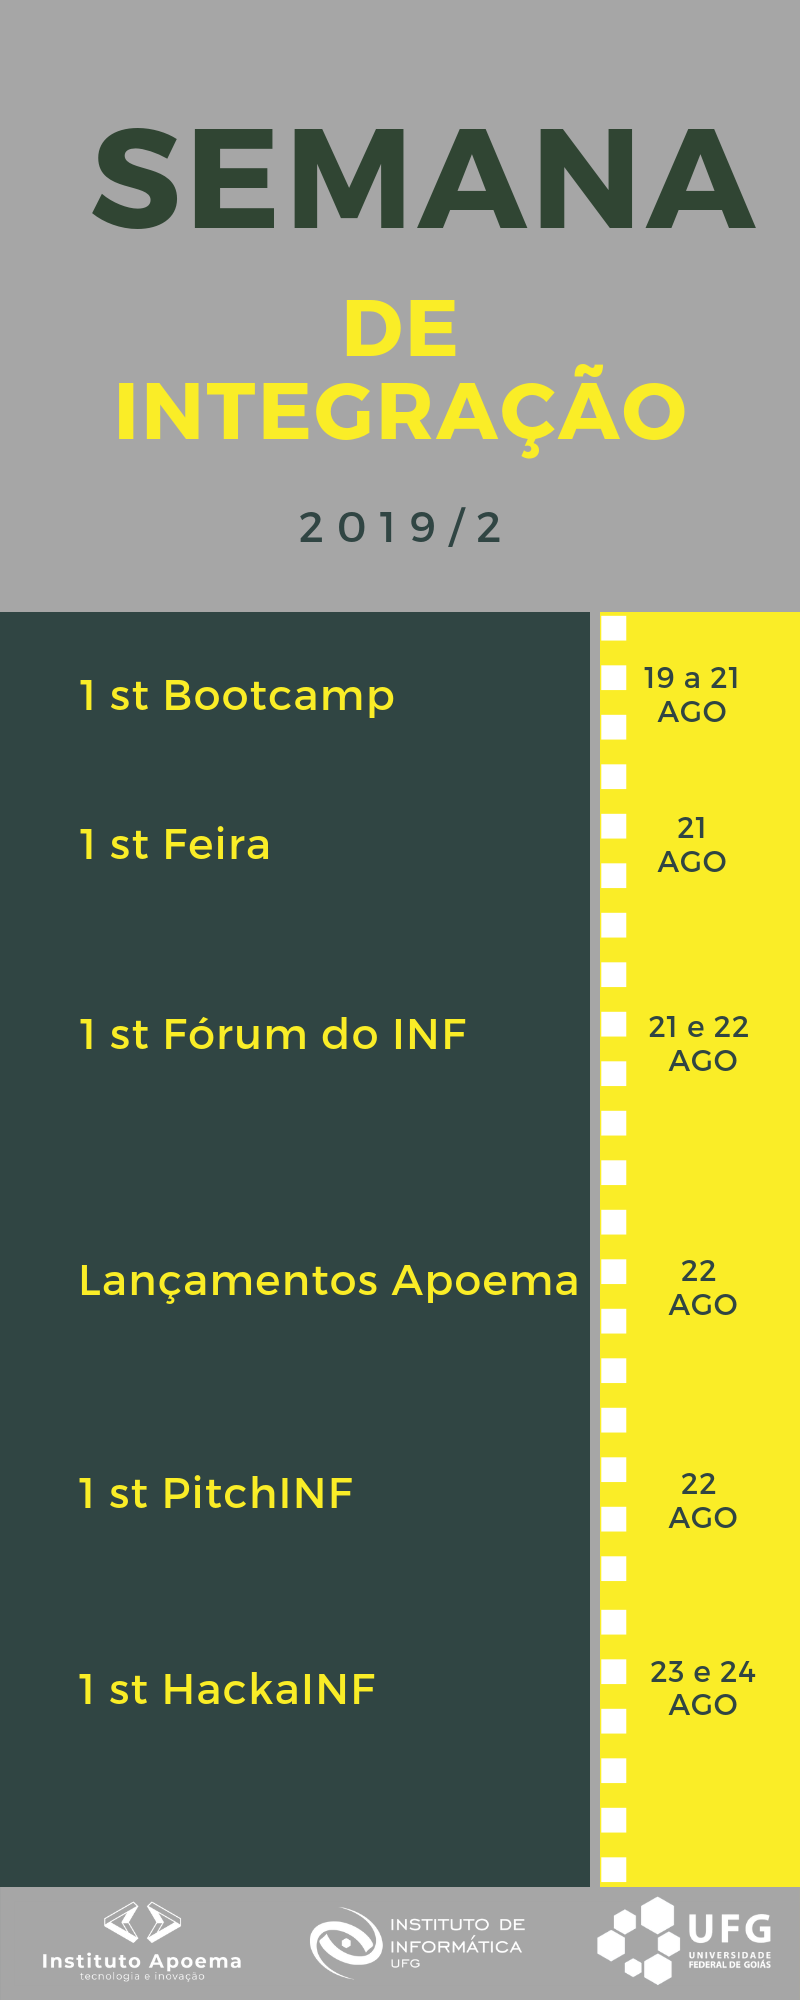 SEMANA
DE
INTEGRAÇÃO
2019/2
1 st Bootcamp
19 a 21
AGO
1 st Feira
21
AGO
1 st Fórum do INF
21 e 22
AGO
Lançamentos Apoema
22
AGO
1 st PitchINF
22
AGO
1 st HackaINF
23 e 24
AGO
Instituto Apoema
tecnologia e inovação
INSTITUTO DE
INFORMÁTICA
UFG
UFG
UNIVERSIDADE
FEDERAL DE GOIÁS